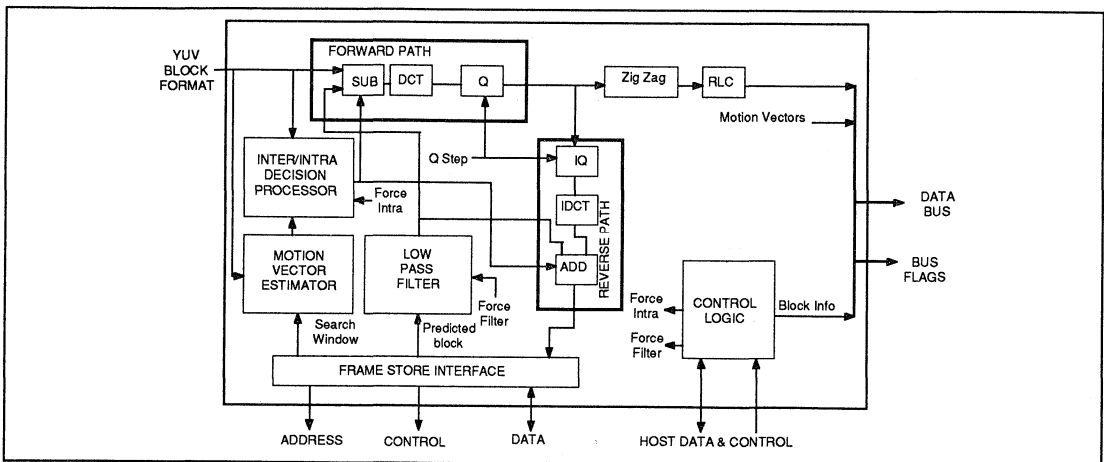 FORWARD PATH
YUV
BLOCK
FORMAT
SUB
DCT
Q
Zig Zag
RLC
Motion Vectors
INTER/INTRA
DECISION
PROCESSOR
Q Step
IQ
Force
Intra
IDCT
REVERSE PATH
DATA
BUS
MOTION
VECTOR
ESTIMATOR
LOW
PASS
FILTER
ADD
BUS
FLAGS
Force
Filter
Force
Intra
CONTROL
LOGIC
Block Info
Search
Window
Predicted
block
Force
Filter
FRAME STORE INTERFACE
ADDRESS
CONTROL
DATA
HOST DATA & CONTROL